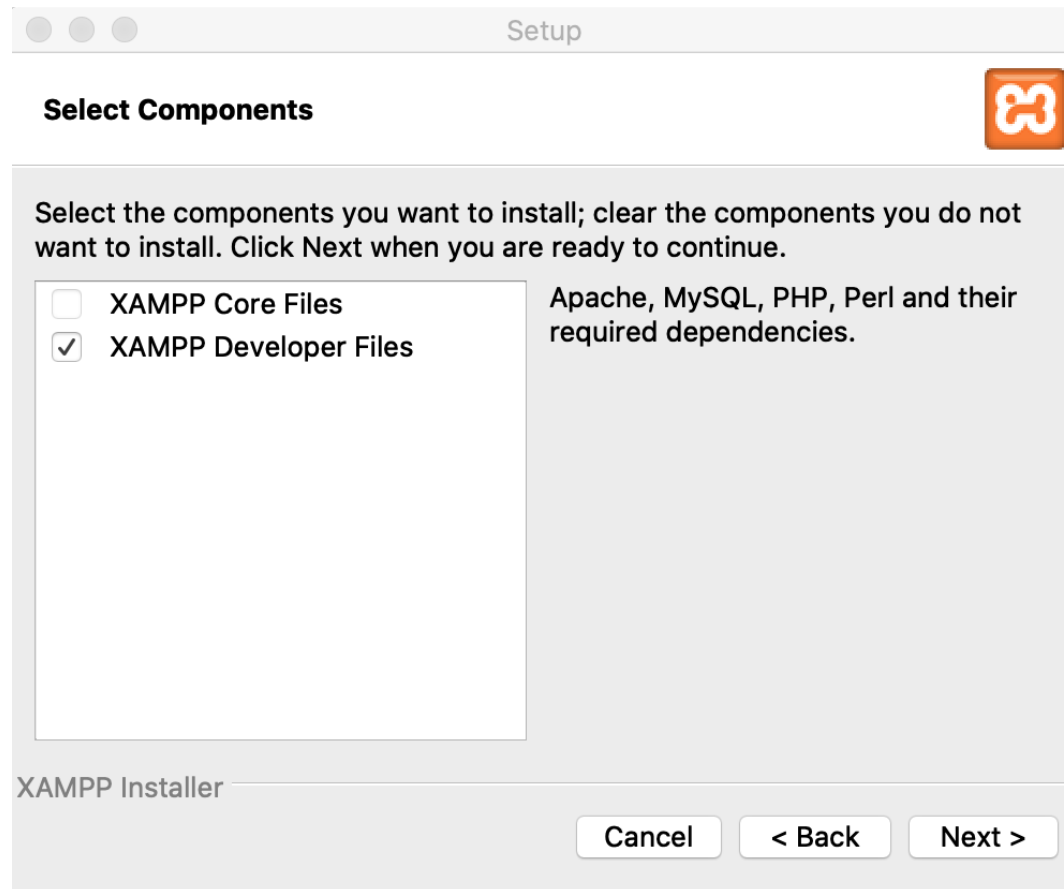 Setup
Select Components
Select the components you want to install; clear the components you do not
want to install. Click Next when you are ready to continue.
XAMPP Core Files
XAMPP Developer Files
Apache, MySQL, PHP, Perl and their
required dependencies.
XAMPP Installer
Cancel
< Back
Next >